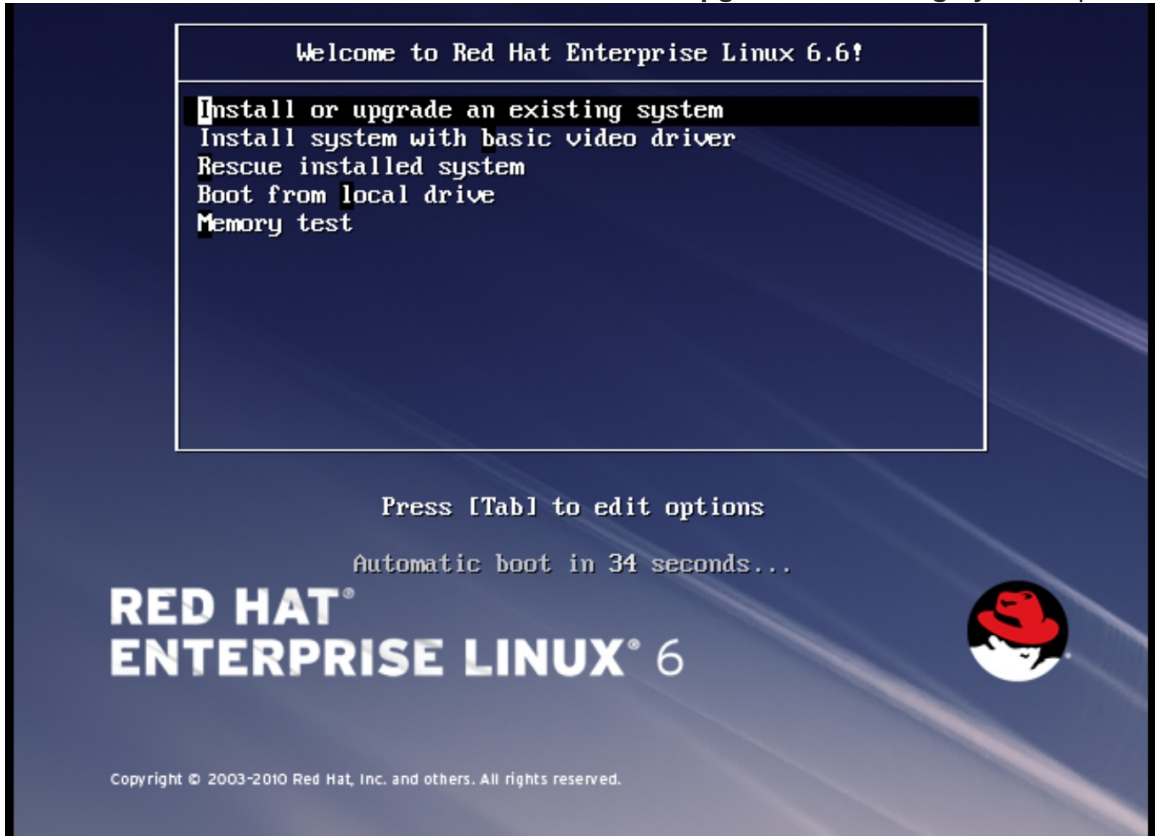 Welcome to Red Hat Enterprise Linux 6.6!
Install or upgrade an existing system
Install system with basic video driver
Rescue installed system
Boot from local drive
Memory test
Press [Tab] to edit options
Automatic boot in 34 seconds...
RED HAT®
ENTERPRISE LINUX® 6
Copyright © 2003-2010 Red Hat, Inc. and others. All rights reserved.